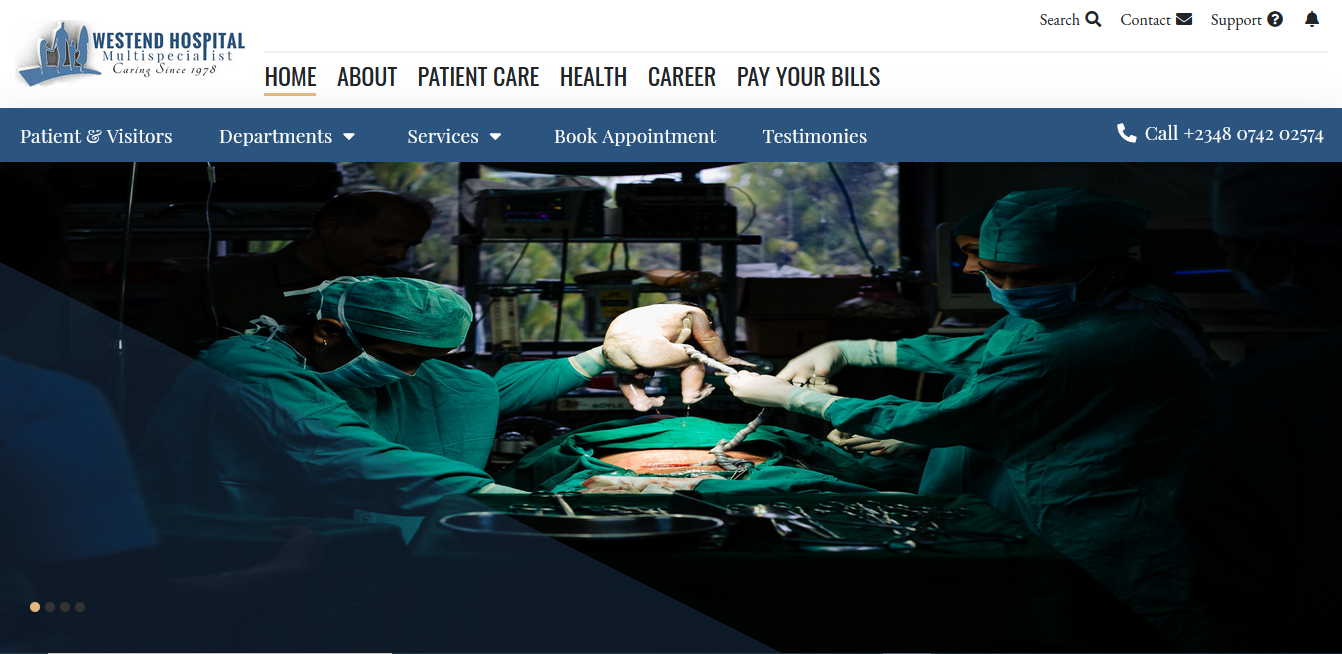 Search
Contact
Support
WESTEND HOSPITAL
Multispecialist
Caring Since 1978
HOME ABOUT PATIENT CARE HEALTH CAREER PAY YOUR BILLS
Patient & Visitors Departments Services Book Appointment Testimonies
Call +2348 0742 02574